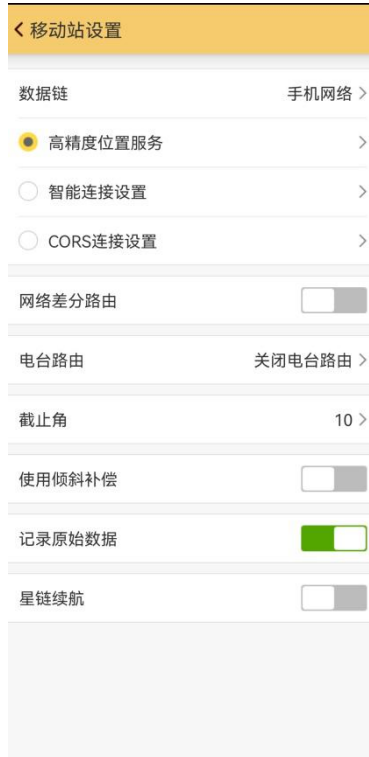 移动站设置
数据链 手机网络
高精度位置服务
智能连接设置
CORS连接设置
网络差分路由
电台路由 关闭电台路由
截止角 10
使用倾斜补偿
记录原始数据
星链续航